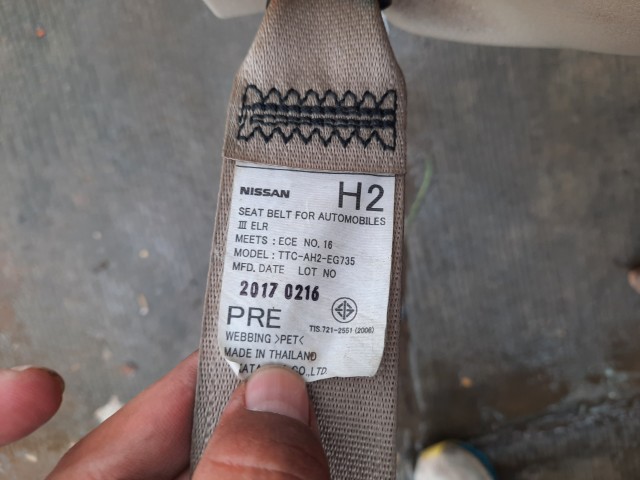 NISSAN H2
SEAT BELT FOR AUTOMOBILES
III ELR
MEETS : ECE NO. 16
MODEL : TTC-AH2-EG735
MFD. DATE LOT NO
2017 0216
PRE
TIS.721-2551 (2008)
WEBBING >PET<
MADE IN THAILAND
CO.,LTD.